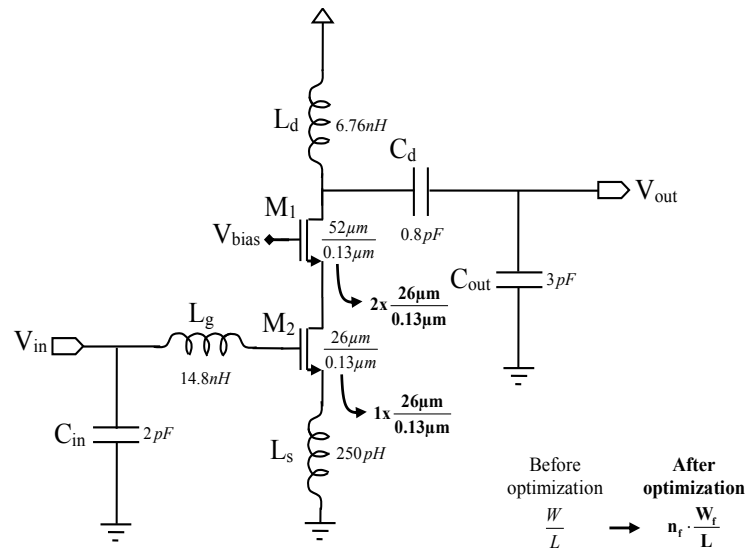 L_d
6.76nH
C_d
0.8pF
V_out
M_1
V_bias
52μm
0.13μm
2x 26μm
0.13μm
C_out
3pF
L_g
14.8nH
V_in
M_2
26μm
0.13μm
1x 26μm
0.13μm
C_in
2pF
L_s
250pH
Before
optimization
W
L
After
optimization
n_f · W_f
L